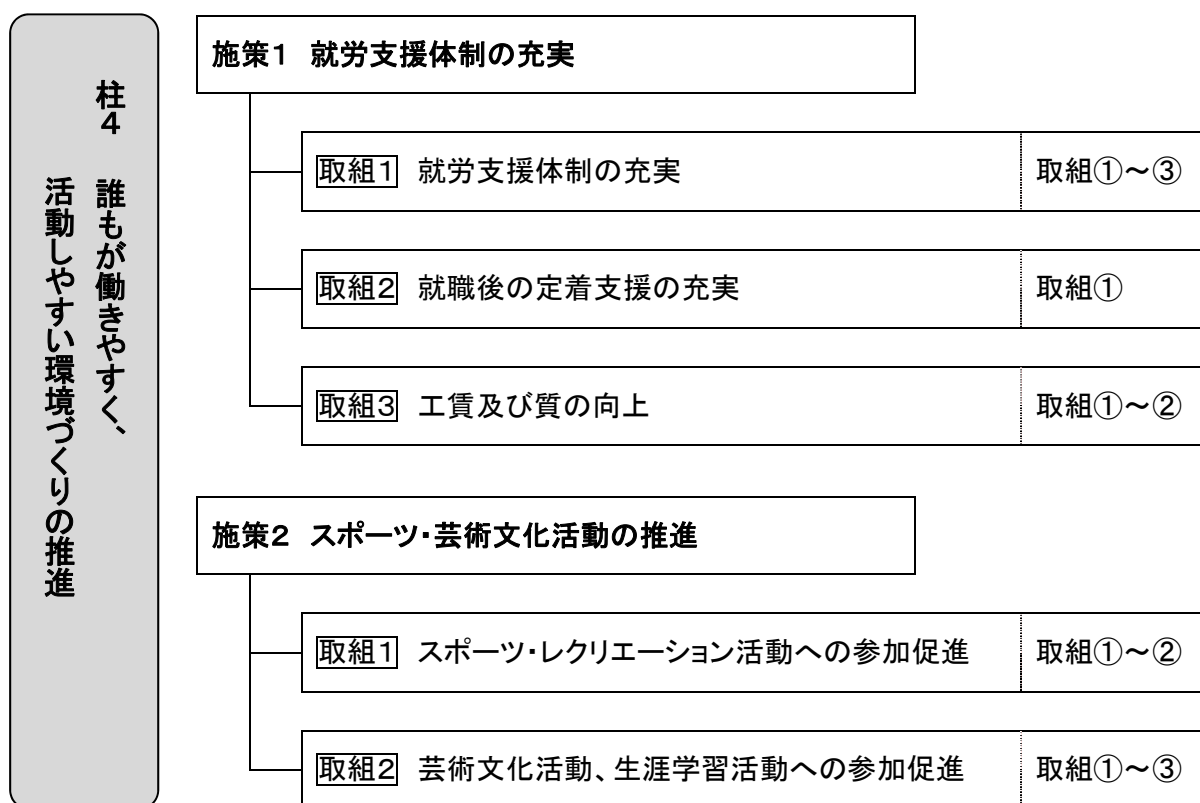 柱4 誰もが働きやすく、
活動しやすい環境づくりの推進
施策1 就労支援体制の充実
取組1 就労支援体制の充実 取組①～③
取組2 就職後の定着支援の充実 取組①
取組3 工賃及び質の向上 取組①～②
施策2 スポーツ・芸術文化活動の推進
取組1 スポーツ・レクリエーション活動への参加促進 取組①～②
取組2 芸術文化活動、生涯学習活動への参加促進 取組①～③